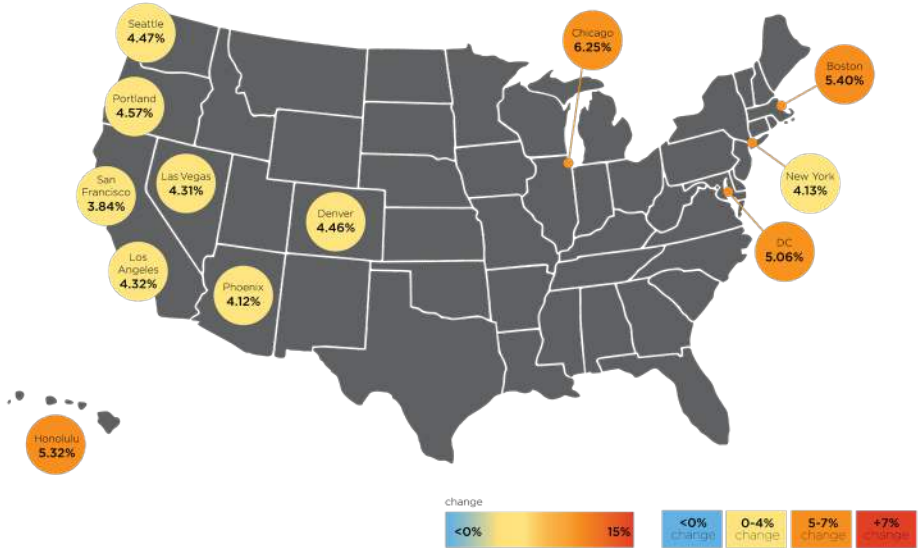 Seattle
4.47%
Chicago
6.25%
Boston
5.40%
Portland
4.57%
San
Francisco
3.84%
Las Vegas
4.31%
New York
4.13%
Denver
4.46%
DC
5.06%
Los
Angeles
4.32%
Phoenix
4.12%
Honolulu
5.32%
change
<0%
15%
<0%
change
0-4%
change
5-7%
change
+7%
change